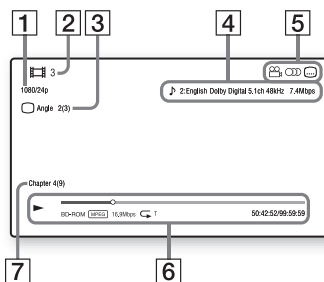 1 2 3 4 5
3
1080/24p
2:English Dolby Digital 5.1ch 48kHz 7.4Mbps
Angle 2(3)
Chapter 4(9)
BD-ROM MPEG 16.9Mbps T 50:42:52/99:59:59
7 6